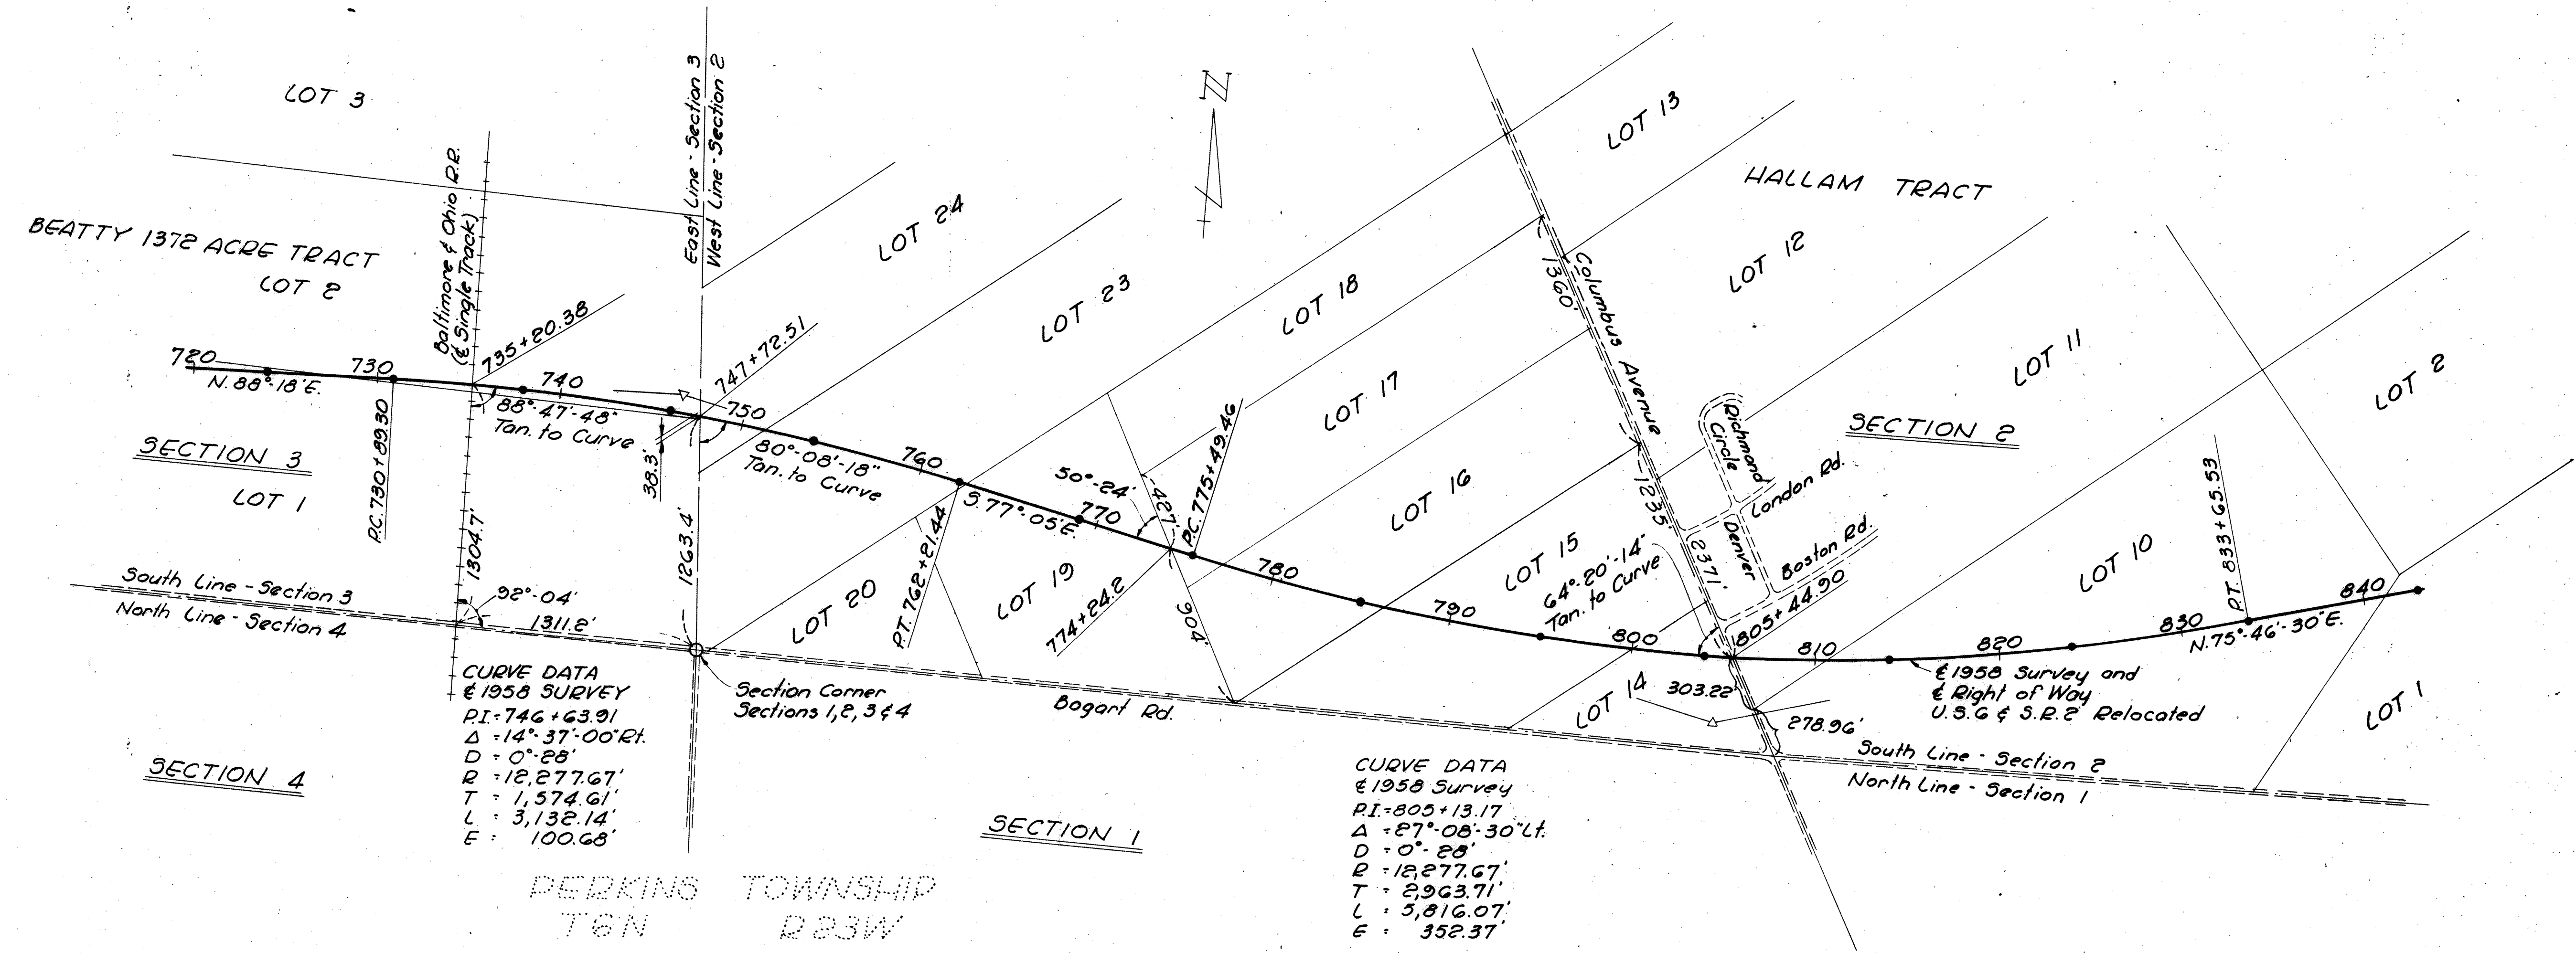 LOT 3
BEATTY 1372 ACRE TRACT
LOT 2
Baltimore & Ohio R.R.
(℄ Single Track)
East Line - Section 3
West Line - Section 2
N
LOT 24
LOT 23
LOT 18
LOT 17
LOT 16
LOT 15
LOT 13
HALLAM TRACT
LOT 12
LOT 11
LOT 2
Columbus Avenue
1360'
1235'
2371'
Richmond
Circle
London Rd.
Denver
Boston Rd.
SECTION 2
LOT 10
720
N.88°-18'E.
730
P.C. 730+89.30
735+20.38
740
88°-47'-48"
Tan. to Curve
38.3'
747+72.51
750
80°-08'-18"
Tan. to Curve
760
P.T. 762+21.44
S.77°-05'E.
770
50°-24'
427'
P.C. 775+49.46
774+24.2
904'
780
790
64°-20'-14"
Tan. to Curve
800
805+44.90
810
820
830
P.T. 833+65.53
N.75°-46'-30"E.
840
SECTION 3
LOT 1
1304.7'
1263.4'
LOT 20
LOT 19
South Line - Section 3
North Line - Section 4
92°-04'
1311.2'
Section Corner
Sections 1, 2, 3 & 4
Bogart Rd.
LOT 14
303.22'
278.96'
℄ 1958 Survey and
℄ Right of Way
U.S.6 & S.R.2 Relocated
South Line - Section 2
North Line - Section 1
LOT 1
SECTION 4
CURVE DATA
℄ 1958 SURVEY
P.I. = 746+63.91
Δ = 14°-37'-00" Rt.
D = 0°-28'
R = 12,277.67'
T = 1,574.61'
L = 3,132.14'
E = 100.68'
SECTION 1
CURVE DATA
℄ 1958 Survey
P.I. = 805+13.17
Δ = 27°-08'-30" Lt.
D = 0°-28'
R = 12,277.67'
T = 2,963.71'
L = 5,816.07'
E = 352.37'
PERKINS TOWNSHIP
T6N R23W